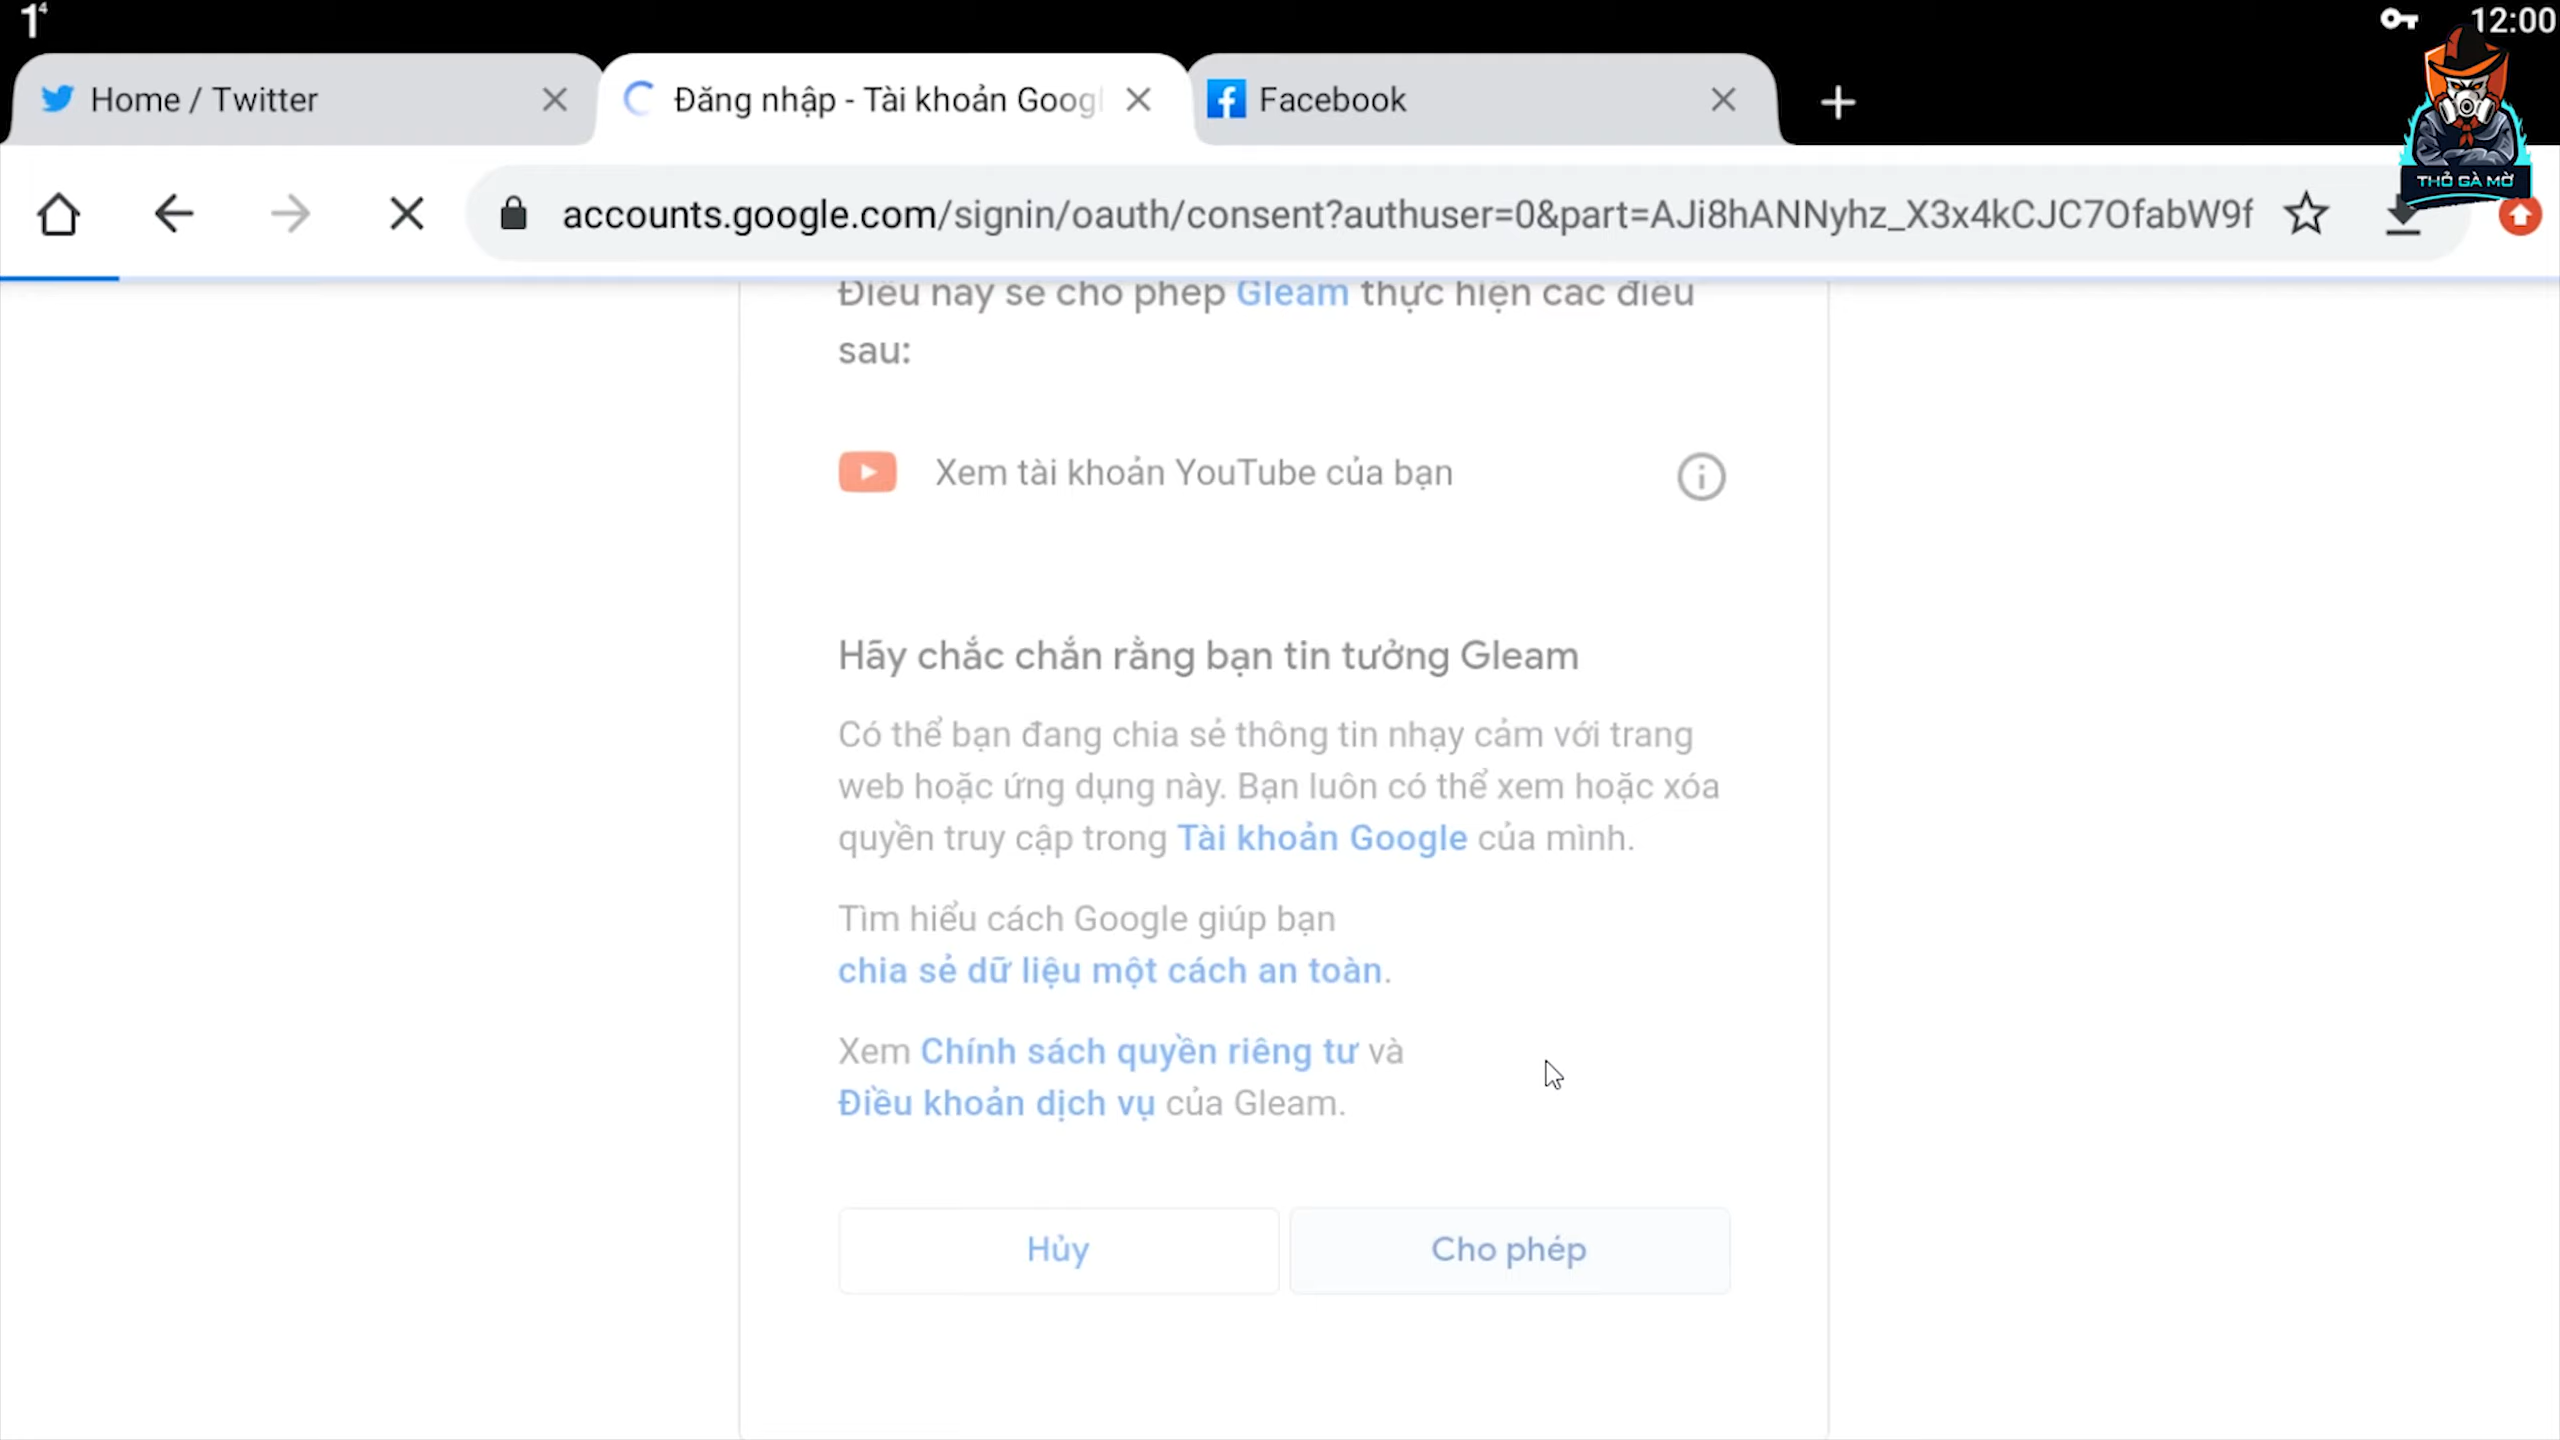 1⁴
12:00
Home / Twitter
Đăng nhập - Tài khoản Googl
Facebook
THỎ GÀ MỜ
accounts.google.com/signin/oauth/consent?authuser=0&part=AJi8hANNyhz_X3x4kCJC7OfabW9f
Điều này sẽ cho phép Gleam thực hiện các điều
sau:
Xem tài khoản YouTube của bạn
Hãy chắc chắn rằng bạn tin tưởng Gleam
Có thể bạn đang chia sẻ thông tin nhạy cảm với trang
web hoặc ứng dụng này. Bạn luôn có thể xem hoặc xóa
quyền truy cập trong Tài khoản Google của mình.
Tìm hiểu cách Google giúp bạn
chia sẻ dữ liệu một cách an toàn.
Xem Chính sách quyền riêng tư và
Điều khoản dịch vụ của Gleam.
Hủy
Cho phép